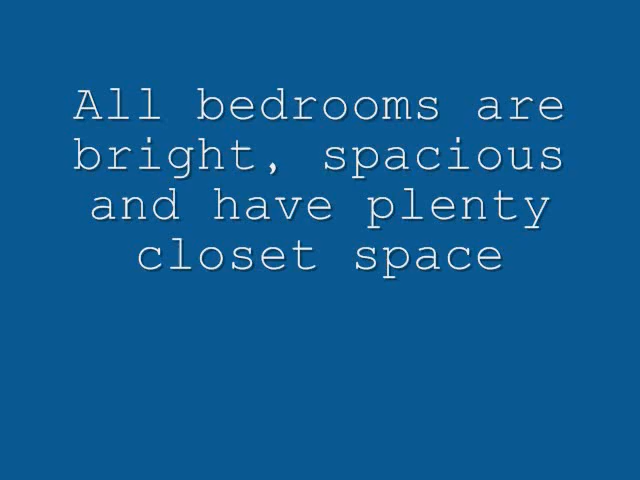 All bedrooms are
bright, spacious
and have plenty
closet space